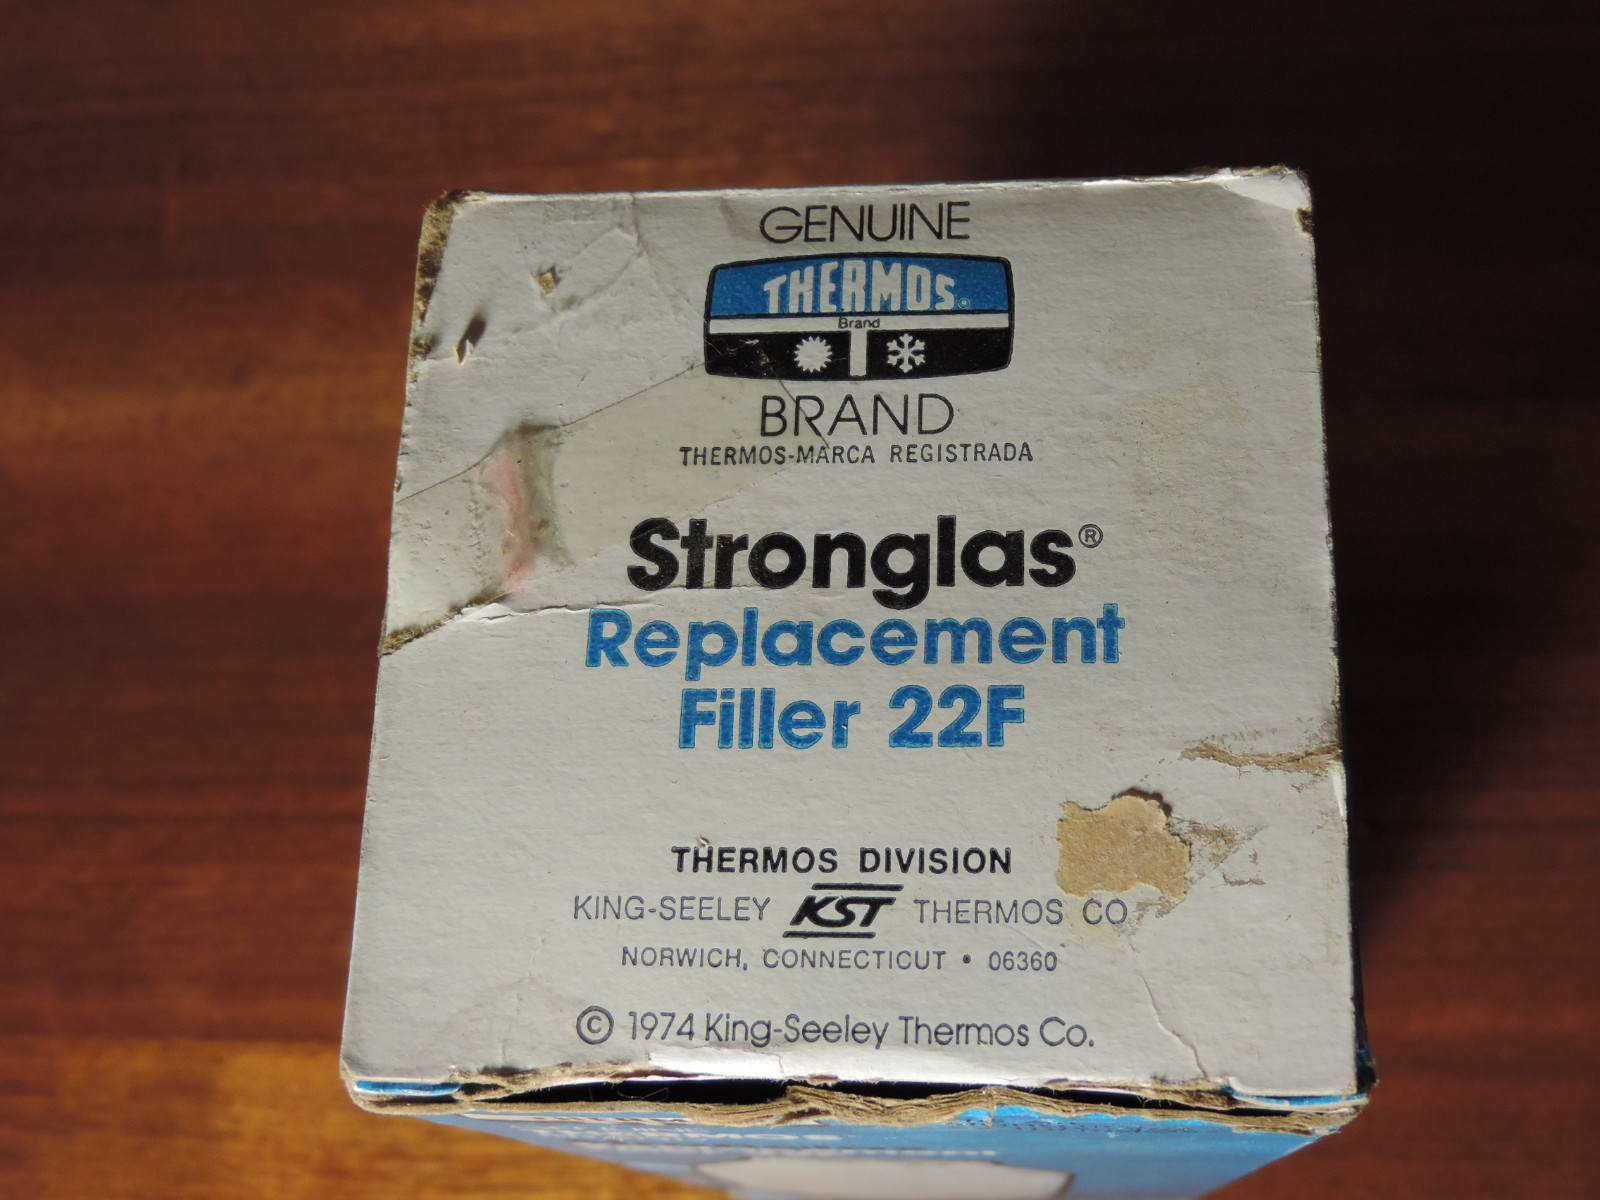 GENUINE
THERMOS®
Brand
BRAND
THERMOS-MARCA REGISTRADA
Stronglas®
Replacement
Filler 22F
THERMOS DIVISION
KING-SEELEY KST THERMOS CO
NORWICH, CONNECTICUT • 06360
© 1974 King-Seeley Thermos Co.